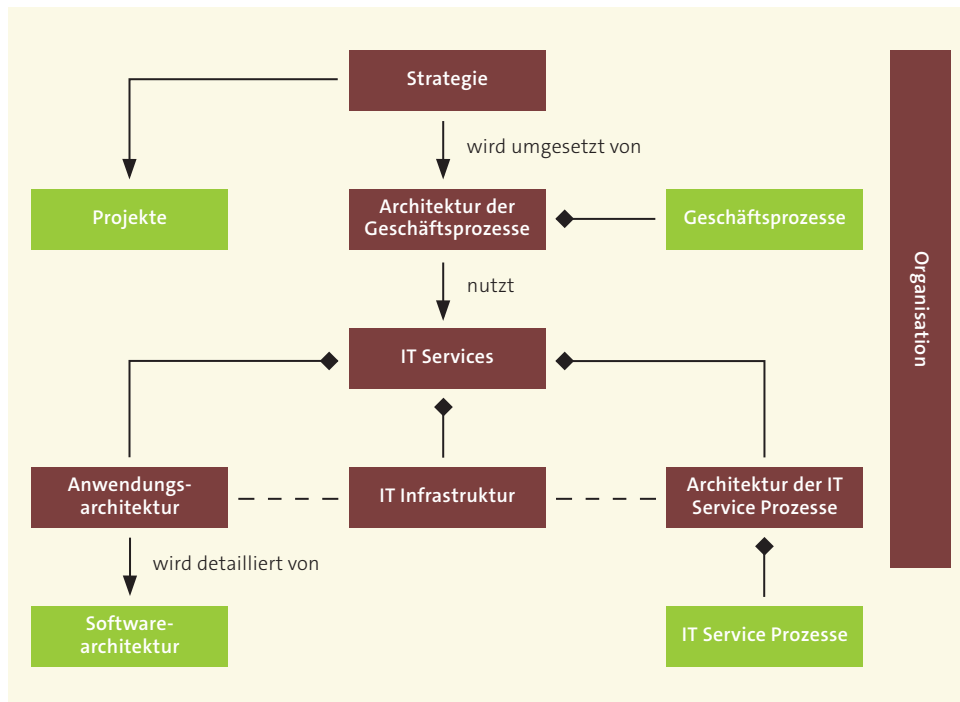 Strategie
wird umgesetzt von
Projekte
Architektur der
Geschäftsprozesse
Geschäftsprozesse
nutzt
Organisation
IT Services
Anwendungs-
architektur
IT Infrastruktur
Architektur der IT
Service Prozesse
wird detailliert von
Software-
architektur
IT Service Prozesse